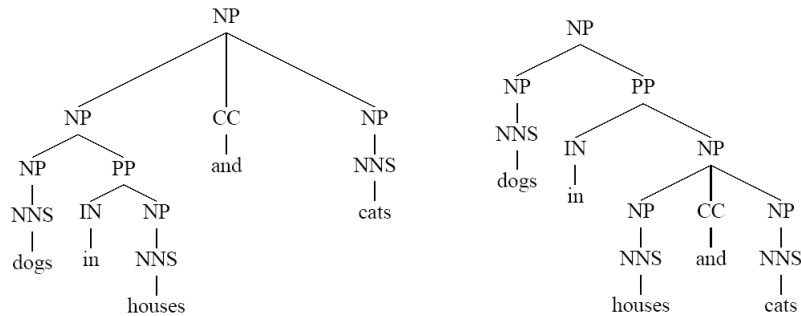 NP
NP CC NP
NP PP and NNS
NNS IN NP cats
dogs in NNS
houses
NP
NP PP
NNS IN NP
dogs in NP CC NP
NNS and NNS
houses cats